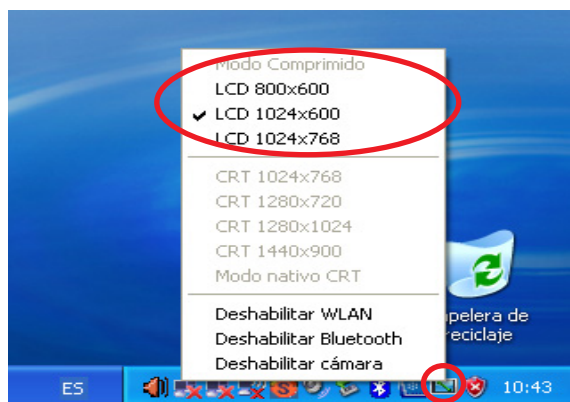 Modo Comprimido
LCD 800x600
LCD 1024x600
LCD 1024x768
CRT 1024x768
CRT 1280x720
CRT 1280x1024
CRT 1440x900
Modo nativo CRT
Deshabilitar WLAN
Deshabilitar Bluetooth
Deshabilitar cámara
pelera de
reciclaje
ES
10:43